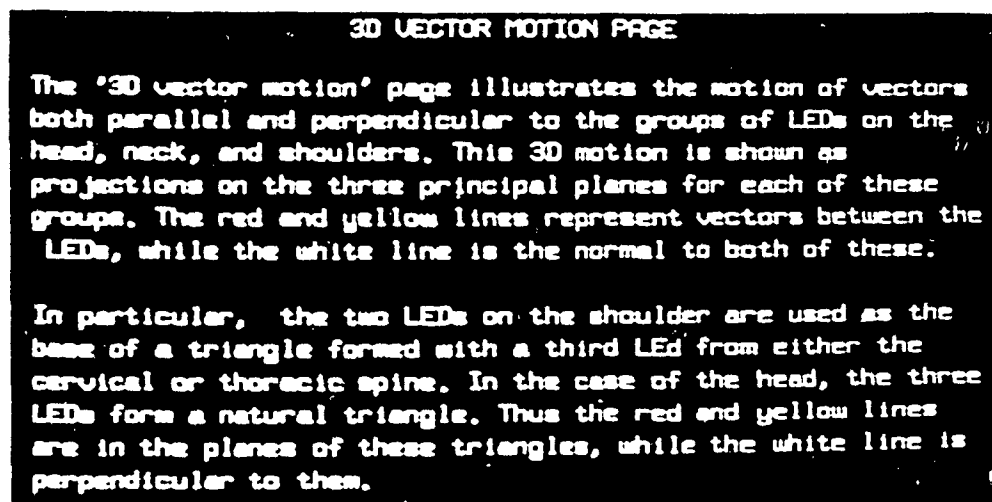 3D VECTOR MOTION PAGE
The '3D vector motion' page illustrates the motion of vectors
both parallel and perpendicular to the groups of LEDs on the
head, neck, and shoulders. This 3D motion is shown as
projections on the three principal planes for each of these
groups. The red and yellow lines represent vectors between the
LEDs, while the white line is the normal to both of these.
In particular, the two LEDs on the shoulder are used as the
base of a triangle formed with a third LEd from either the
cervical or thoracic spine. In the case of the head, the three
LEDs form a natural triangle. Thus the red and yellow lines
are in the planes of these triangles, while the white line is
perpendicular to them.